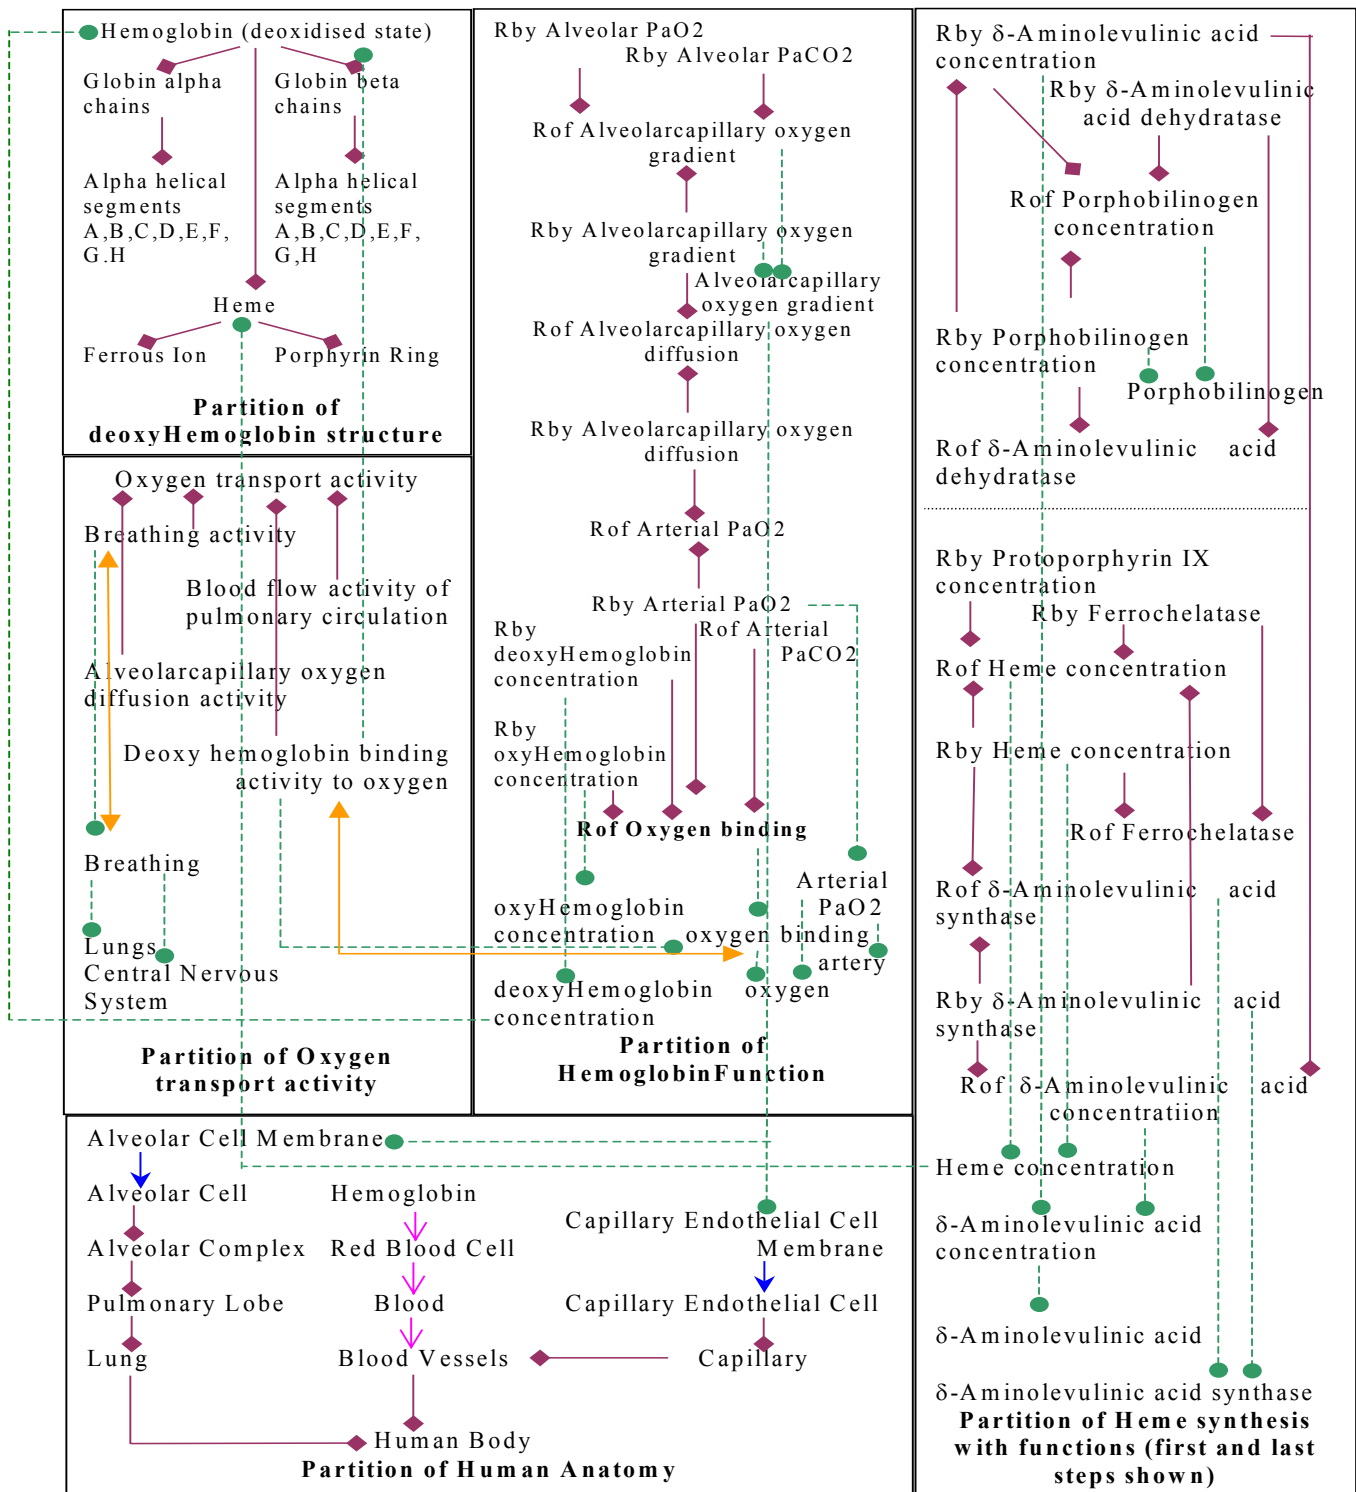 Hemoglobin (deoxidised state)
Globin alpha
chains
Globin beta
chains
Alpha helical
segments
A,B,C,D,E,F,
G.H
Alpha helical
segments
A,B,C,D,E,F,
G,H
Heme
Ferrous Ion
Porphyrin Ring
Partition of
deoxyHemoglobin structure
Oxygen transport activity
Breathing activity
Blood flow activity of
pulmonary circulation
Alveolarcapillary oxygen
diffusion activity
Deoxy hemoglobin binding
activity to oxygen
Breathing
Lungs
Central Nervous
System
Partition of Oxygen
transport activity
Rby Alveolar PaO2
Rby Alveolar PaCO2
Rof Alveolarcapillary oxygen
gradient
Rby Alveolarcapillary oxygen
gradient
Alveolarcapillary
oxygen gradient
Rof Alveolarcapillary oxygen
diffusion
Rby Alveolarcapillary oxygen
diffusion
Rof Arterial PaO2
Rby Arterial PaO2
Rby
deoxyHemoglobin
concentration
Rof Arterial
PaCO2
Rby
oxyHemoglobin
concentration
Rof Oxygen binding
Arterial
PaO2
oxyHemoglobin
concentration
oxygen binding
artery
deoxyHemoglobin
concentration
oxygen
Partition of
HemoglobinFunction
Rby δ-Aminolevulinic acid
concentration
Rby δ-Aminolevulinic
acid dehydratase
Rof Porphobilinogen
concentration
Rby Porphobilinogen
concentration
Porphobilinogen
Rof δ-Aminolevulinic acid
dehydratase
Rby Protoporphyrin IX
concentration
Rby Ferrochelatase
Rof Heme concentration
Rby Heme concentration
Rof Ferrochelatase
Rof δ-Aminolevulinic acid
synthase
Rby δ-Aminolevulinic acid
synthase
Rof δ-Aminolevulinic acid
concentratiion
Heme concentration
δ-Aminolevulinic acid
concentration
δ-Aminolevulinic acid
δ-Aminolevulinic acid synthase
Partition of Heme synthesis
with functions (first and last
steps shown)
Alveolar Cell Membrane
Alveolar Cell
Alveolar Complex
Pulmonary Lobe
Lung
Hemoglobin
Red Blood Cell
Blood
Blood Vessels
Capillary Endothelial Cell
Membrane
Capillary Endothelial Cell
Capillary
Human Body
Partition of Human Anatomy